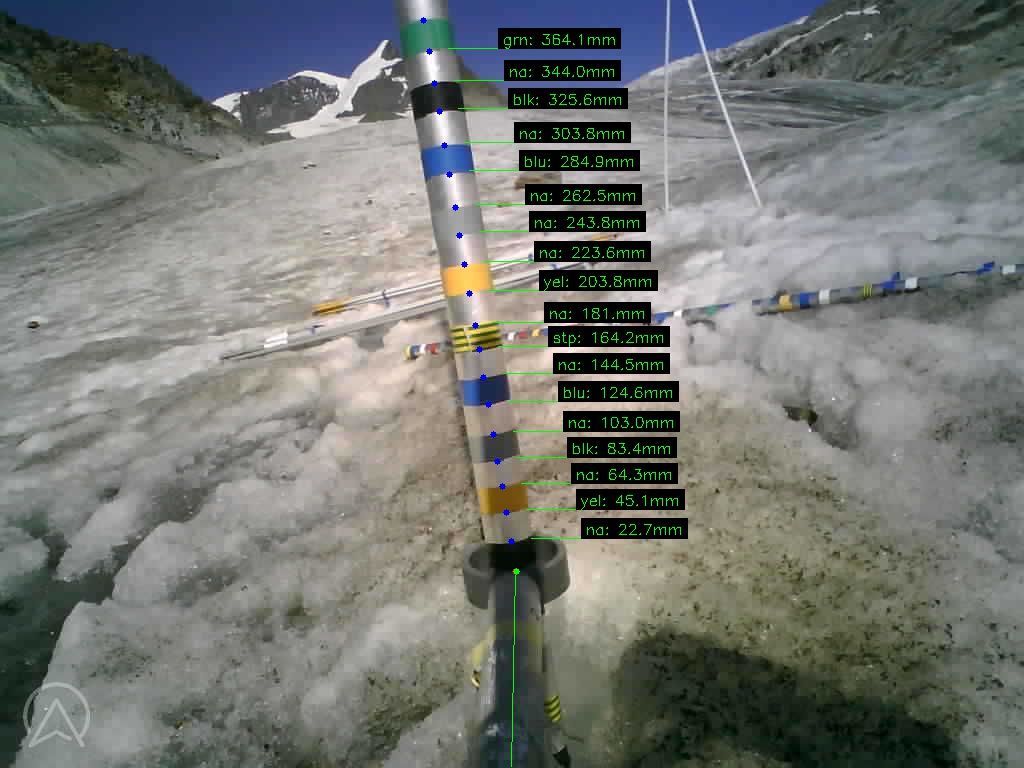 grn: 364.1mm
na: 344.0mm
blk: 325.6mm
na: 303.8mm
blu: 284.9mm
na: 262.5mm
na: 243.8mm
na: 223.6mm
yel: 203.8mm
na: 181.mm
stp: 164.2mm
na: 144.5mm
blu: 124.6mm
na: 103.0mm
blk: 83.4mm
na: 64.3mm
yel: 45.1mm
na: 22.7mm